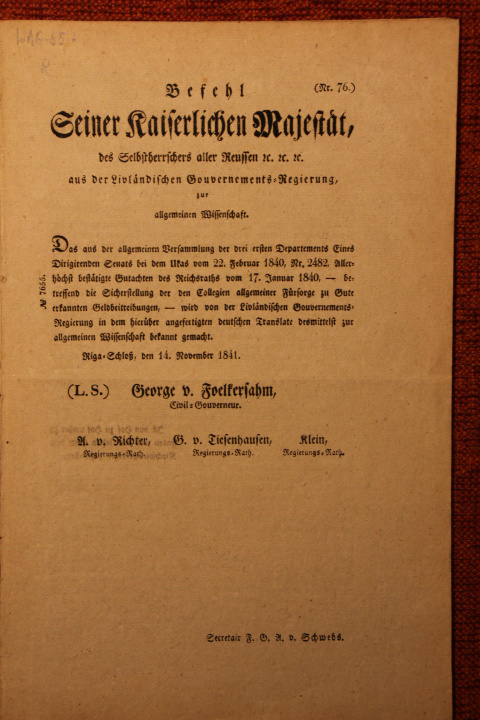 Befehl
(Nr. 76.)
Seiner Kaiserlichen Majestät,
des Selbstherrschers aller Reussen ꝛc. ꝛc. ꝛc.
aus der Livländischen Gouvernements-Regierung,
zur
allgemeinen Wissenschaft.
Das aus der allgemeinen Versammlung der drei ersten Departements Eines
Dirigirenden Senats bei dem Ukas vom 22. Februar 1840, Nr. 2482. Aller-
höchst bestätigte Gutachten des Reichsraths vom 17. Januar 1840, — be-
treffend die Sicherstellung der den Collegien allgemeiner Fürsorge zu Gute
erkannten Geldbeitreibungen, — wird von der Livländischen Gouvernements-
Regierung in dem hierüber angefertigten deutschen Translate desmittelst zur
allgemeinen Wissenschaft bekannt gemacht.
№ 7655.
Riga-Schloß, den 14. November 1841.
(L. S.) George v. Foelkersahm,
Civil-Gouverneur.
A. v. Richter, G. v. Tiesenhausen, Klein,
Regierungs-Rath. Regierungs-Rath. Regierungs-Rath.
Secretair F. G. A. v. Schwebs.